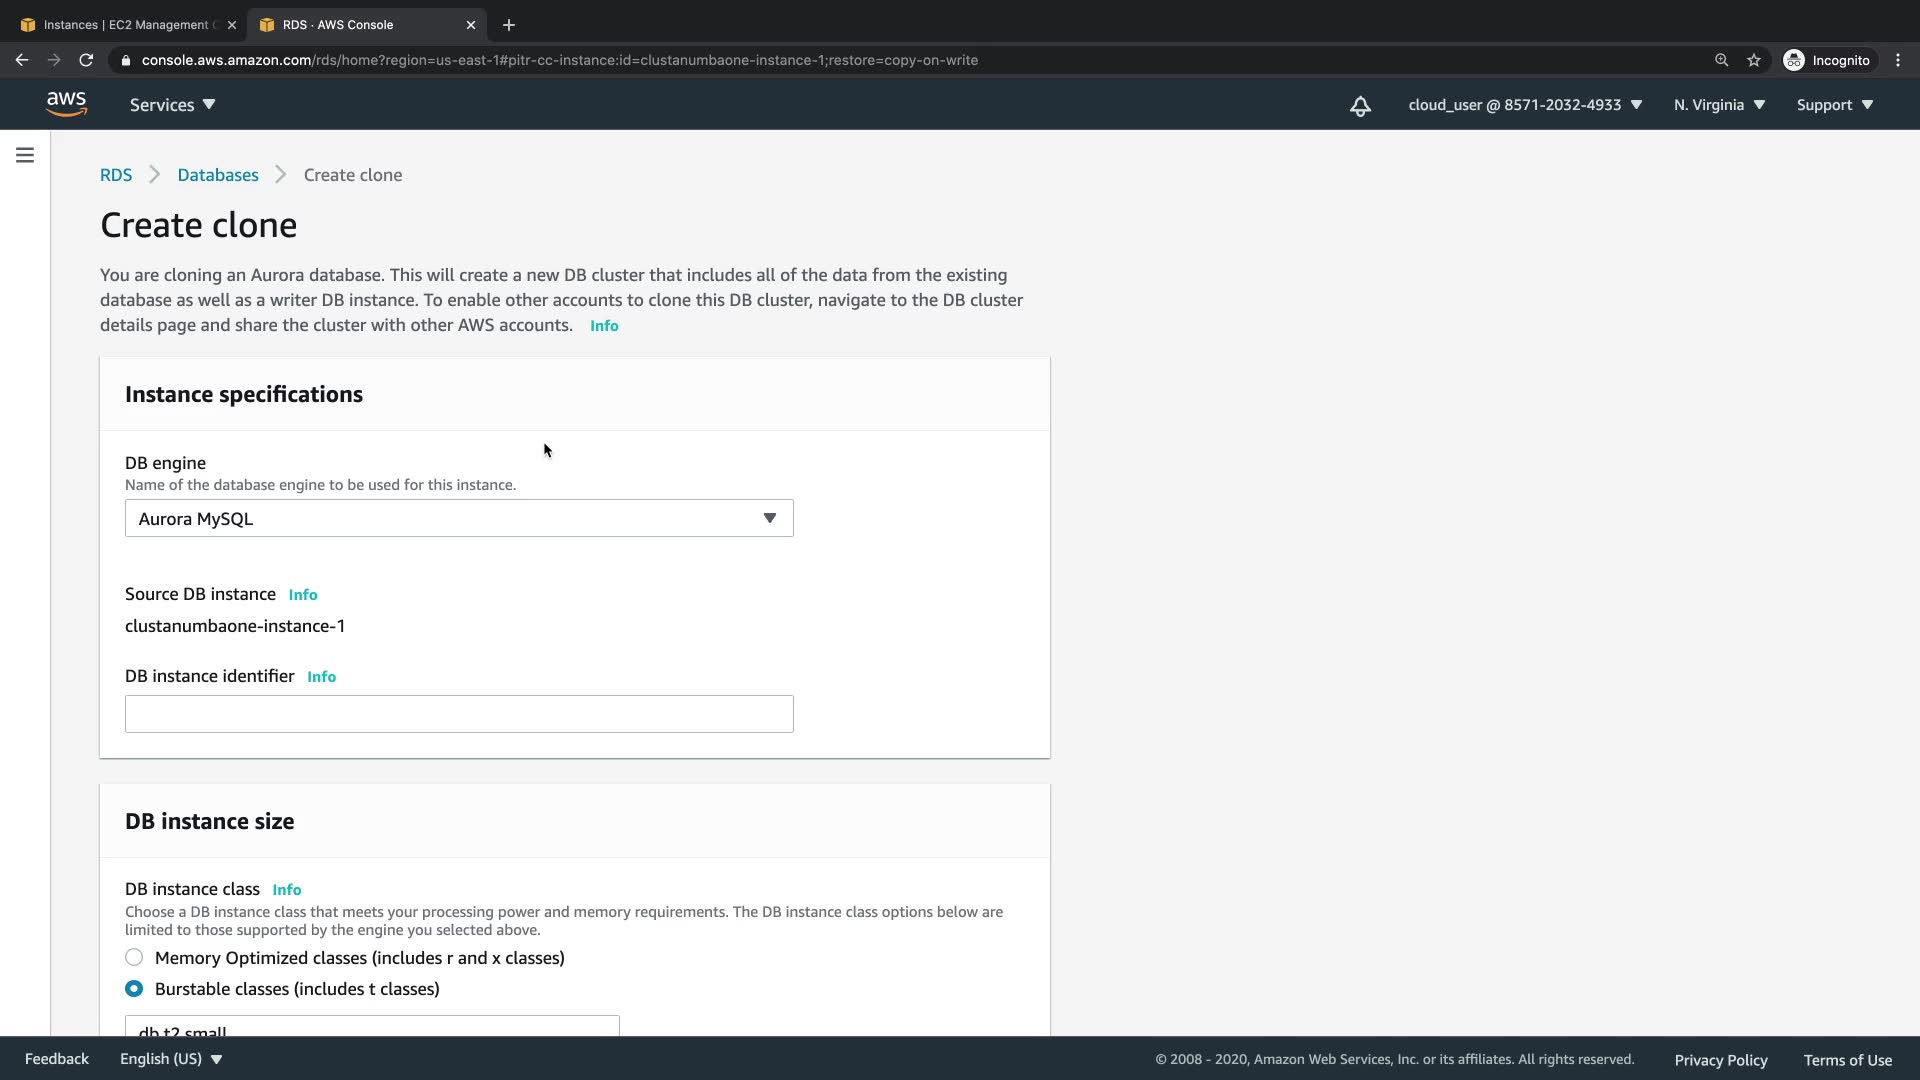 Instances | EC2 Management C
RDS · AWS Console
console.aws.amazon.com/rds/home?region=us-east-1#pitr-cc-instance:id=clustanumbaone-instance-1;restore=copy-on-write
Incognito
aws
Services
cloud_user @ 8571-2032-4933
N. Virginia
Support
RDS
Databases
Create clone
Create clone
You are cloning an Aurora database. This will create a new DB cluster that includes all of the data from the existing
database as well as a writer DB instance. To enable other accounts to clone this DB cluster, navigate to the DB cluster
details page and share the cluster with other AWS accounts. Info
Instance specifications
DB engine
Name of the database engine to be used for this instance.
Aurora MySQL
Source DB instance Info
clustanumbaone-instance-1
DB instance identifier Info
DB instance size
DB instance class Info
Choose a DB instance class that meets your processing power and memory requirements. The DB instance class options below are
limited to those supported by the engine you selected above.
Memory Optimized classes (includes r and x classes)
Burstable classes (includes t classes)
db.t2.small
Feedback
English (US)
© 2008 - 2020, Amazon Web Services, Inc. or its affiliates. All rights reserved.
Privacy Policy
Terms of Use